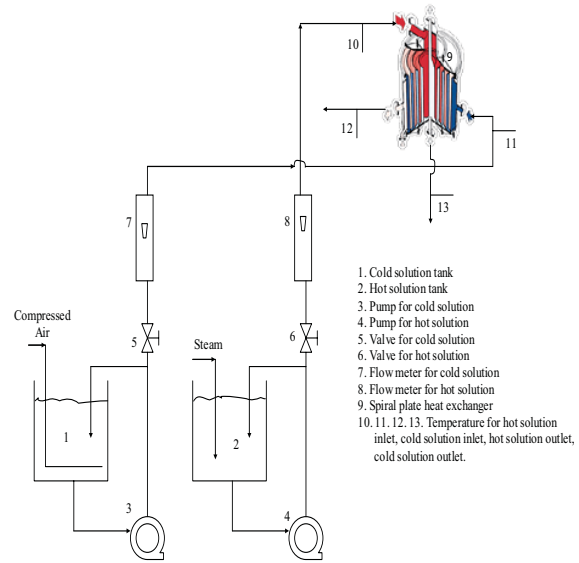 10
9
12
11
13
7
8
1. Cold solution tank
2. Hot solution tank
3. Pump for cold solution
4. Pump for hot solution
5. Valve for cold solution
6. Valve for hot solution
7. Flow meter for cold solution
8. Flow meter for hot solution
9. Spiral plate heat exchanger
10. 11. 12. 13. Temperature for hot solution
inlet, cold solution inlet, hot solution outlet,
cold solution outlet.
Compressed
Air
5
Steam
6
1
2
3
4